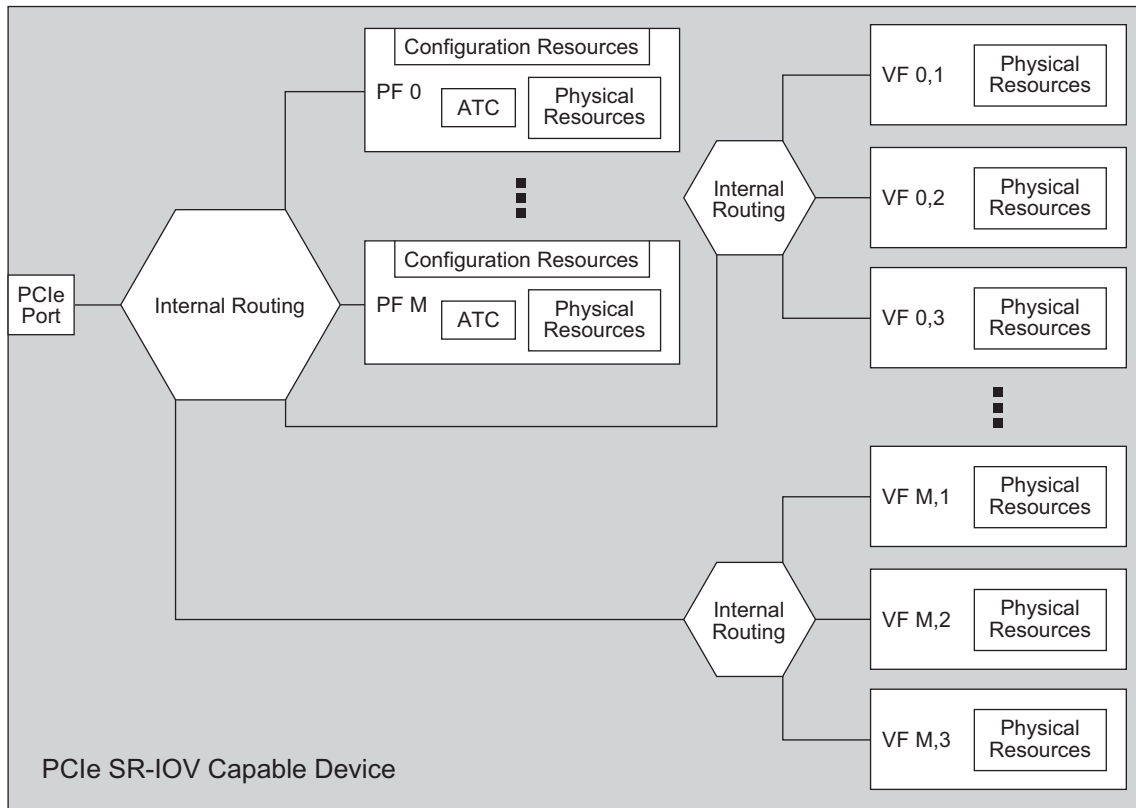 Configuration Resources
PF 0
ATC
Physical
Resources
Configuration Resources
PF M
ATC
Physical
Resources
PCIe
Port
Internal Routing
Internal
Routing
VF 0,1
Physical
Resources
VF 0,2
Physical
Resources
VF 0,3
Physical
Resources
Internal
Routing
VF M,1
Physical
Resources
VF M,2
Physical
Resources
VF M,3
Physical
Resources
PCIe SR-IOV Capable Device